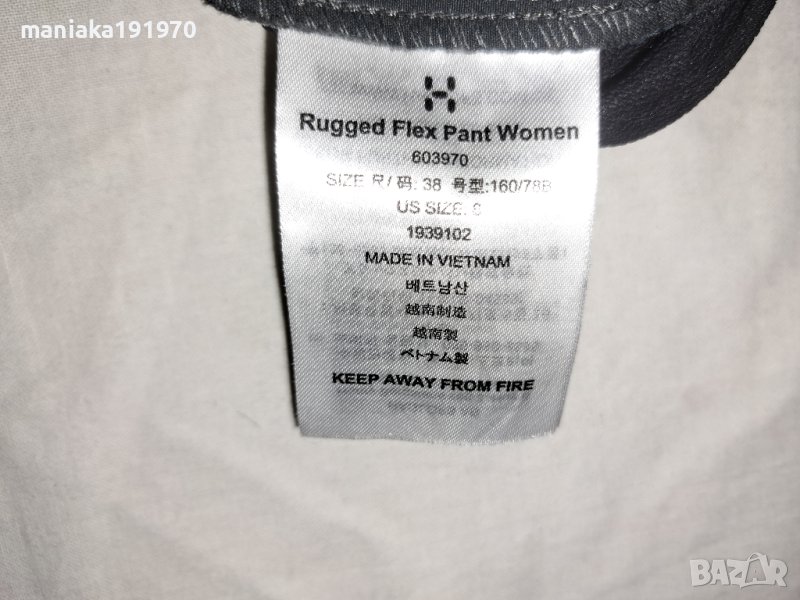 maniaka191970
Rugged Flex Pant Women
603970
SIZE R/码: 38 号型:160/78B
US SIZE:
1939102
MADE IN VIETNAM
베트남산
越南制造
越南製
ベトナム製
KEEP AWAY FROM FIRE
BAZAR